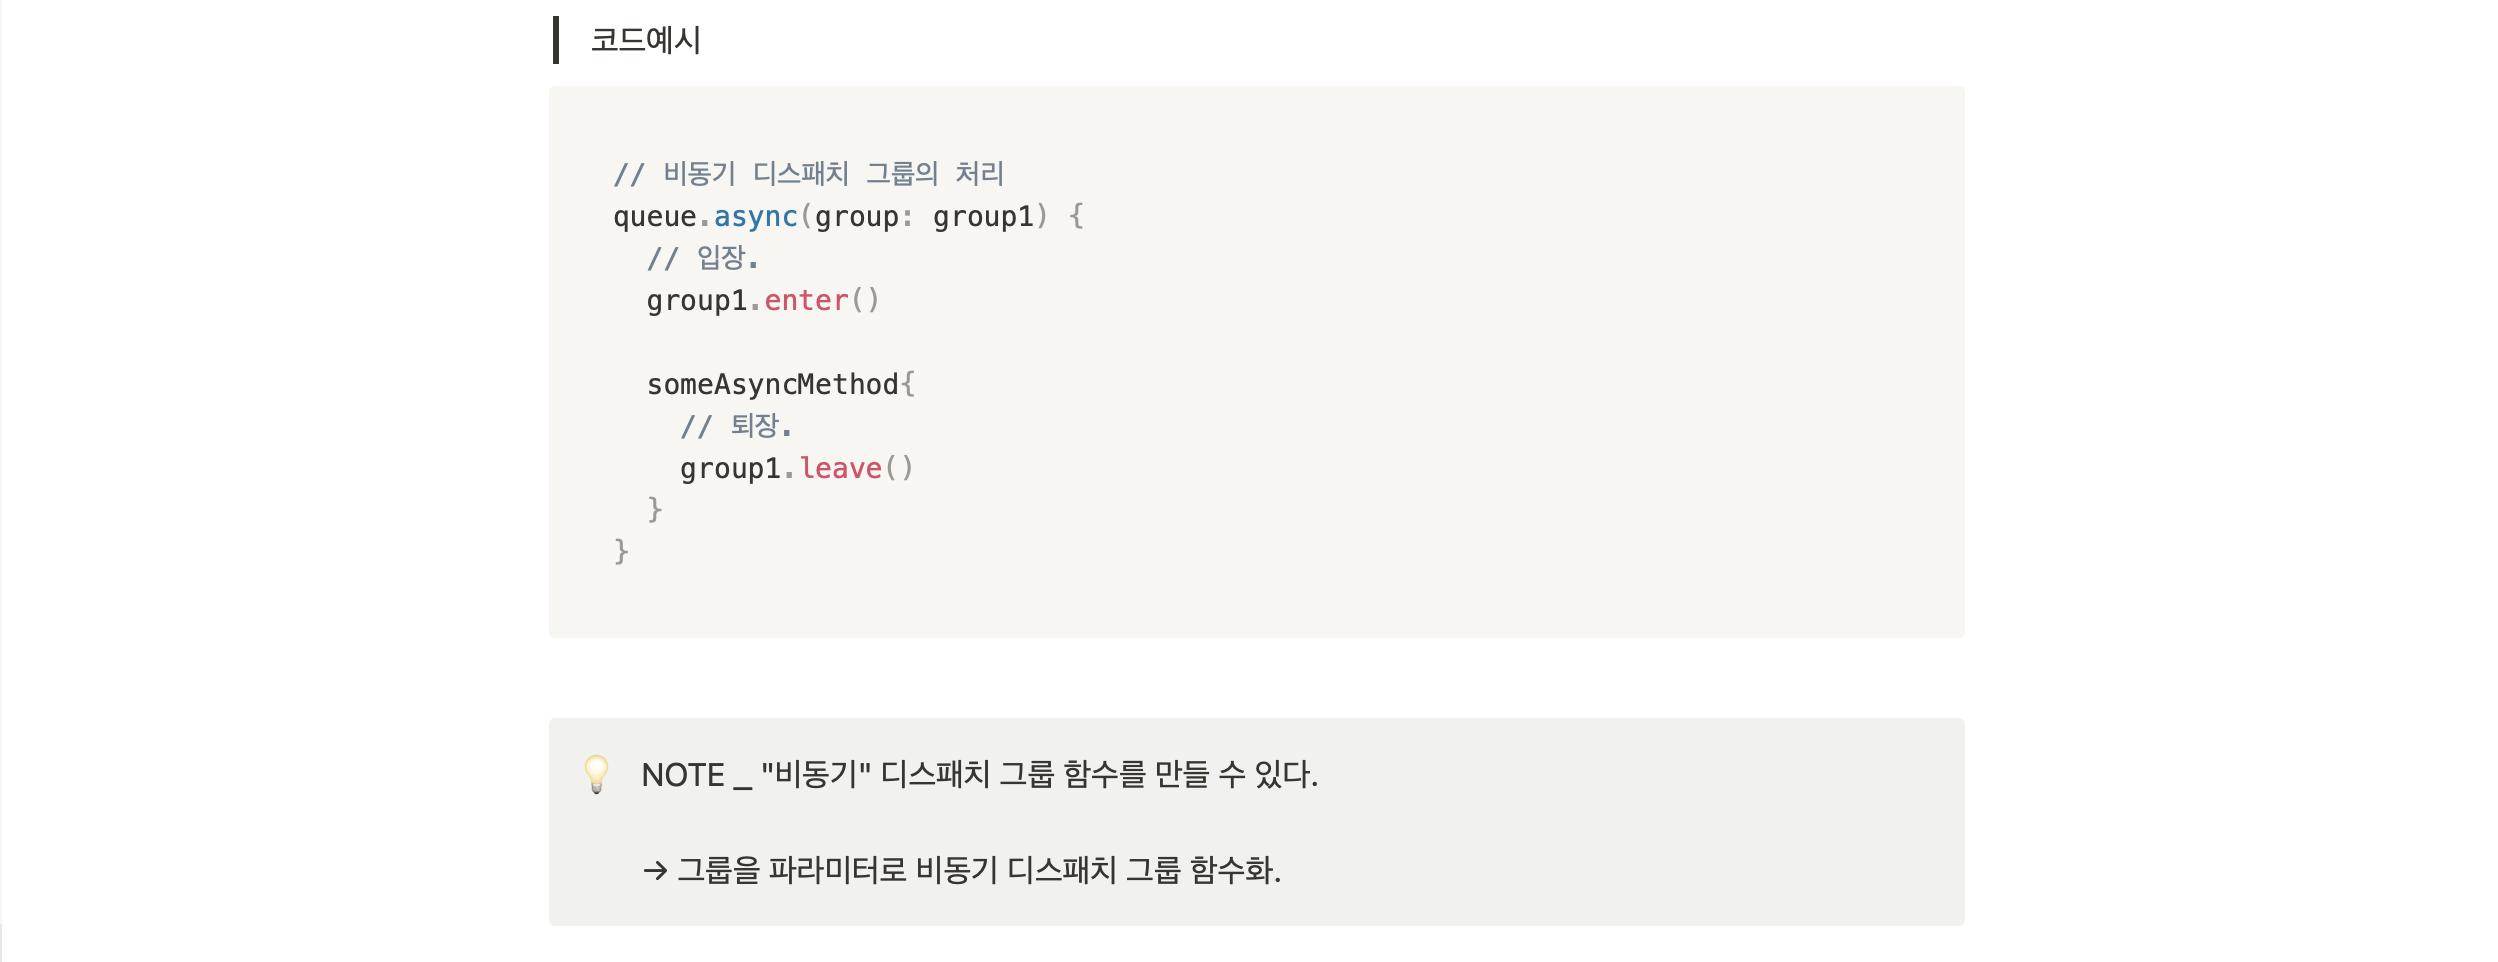 코드예시
// 비동기 디스패치 그룹의 처리
queue.async(group: group1) {
  // 입장.
  group1.enter()
  someAsyncMethod{
    // 퇴장.
    group1.leave()
  }
}
NOTE _ "비동기" 디스패치 그룹 함수를 만든 수 있다.
→ 그룹을 파라미터로 비동기 디스패치 그룹 함수화.